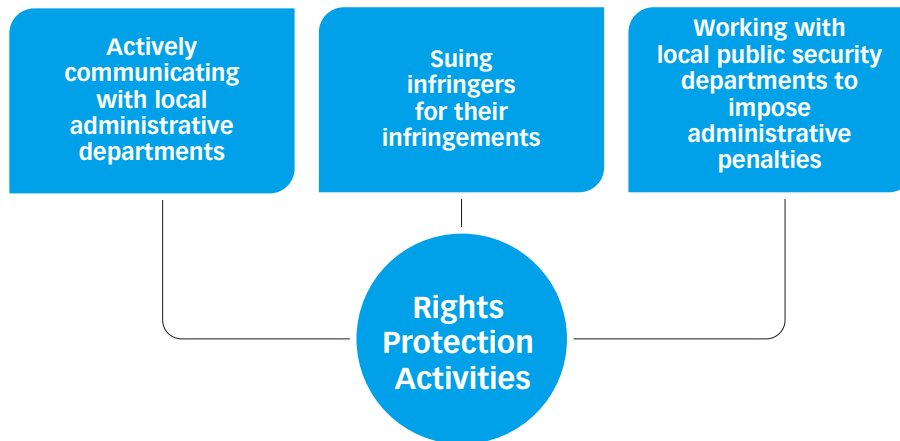 Actively
communicating
with local
administrative
departments
Suing
infringers
for their
infringements
Working with
local public security
departments to
impose
administrative
penalties
Rights
Protection
Activities